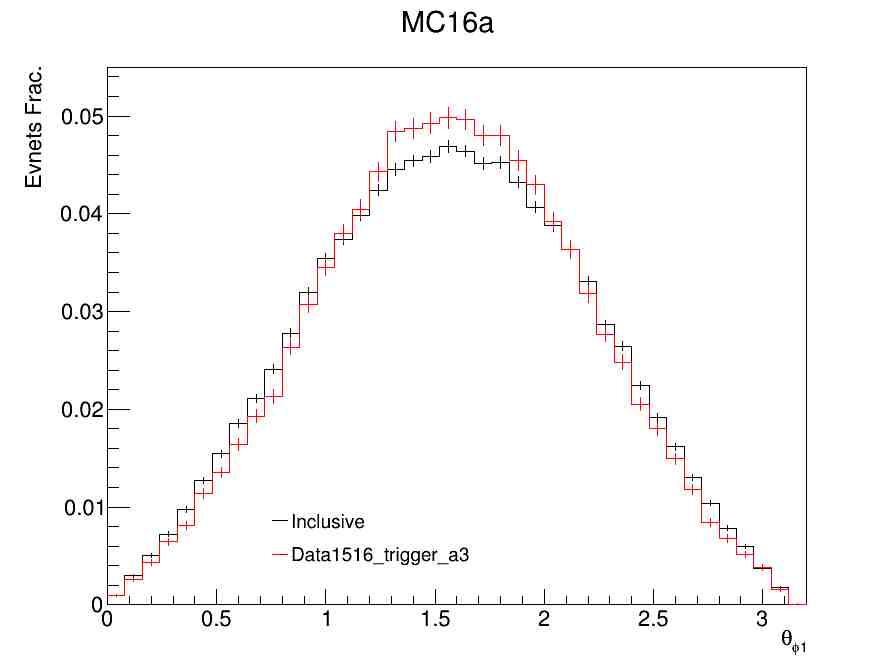 MC16a
Evnets Frac.
0.05
0.04
0.03
0.02
0.01
0
Inclusive
Data1516_trigger_a3
0 0.5 1 1.5 2 2.5 3
θϕ1